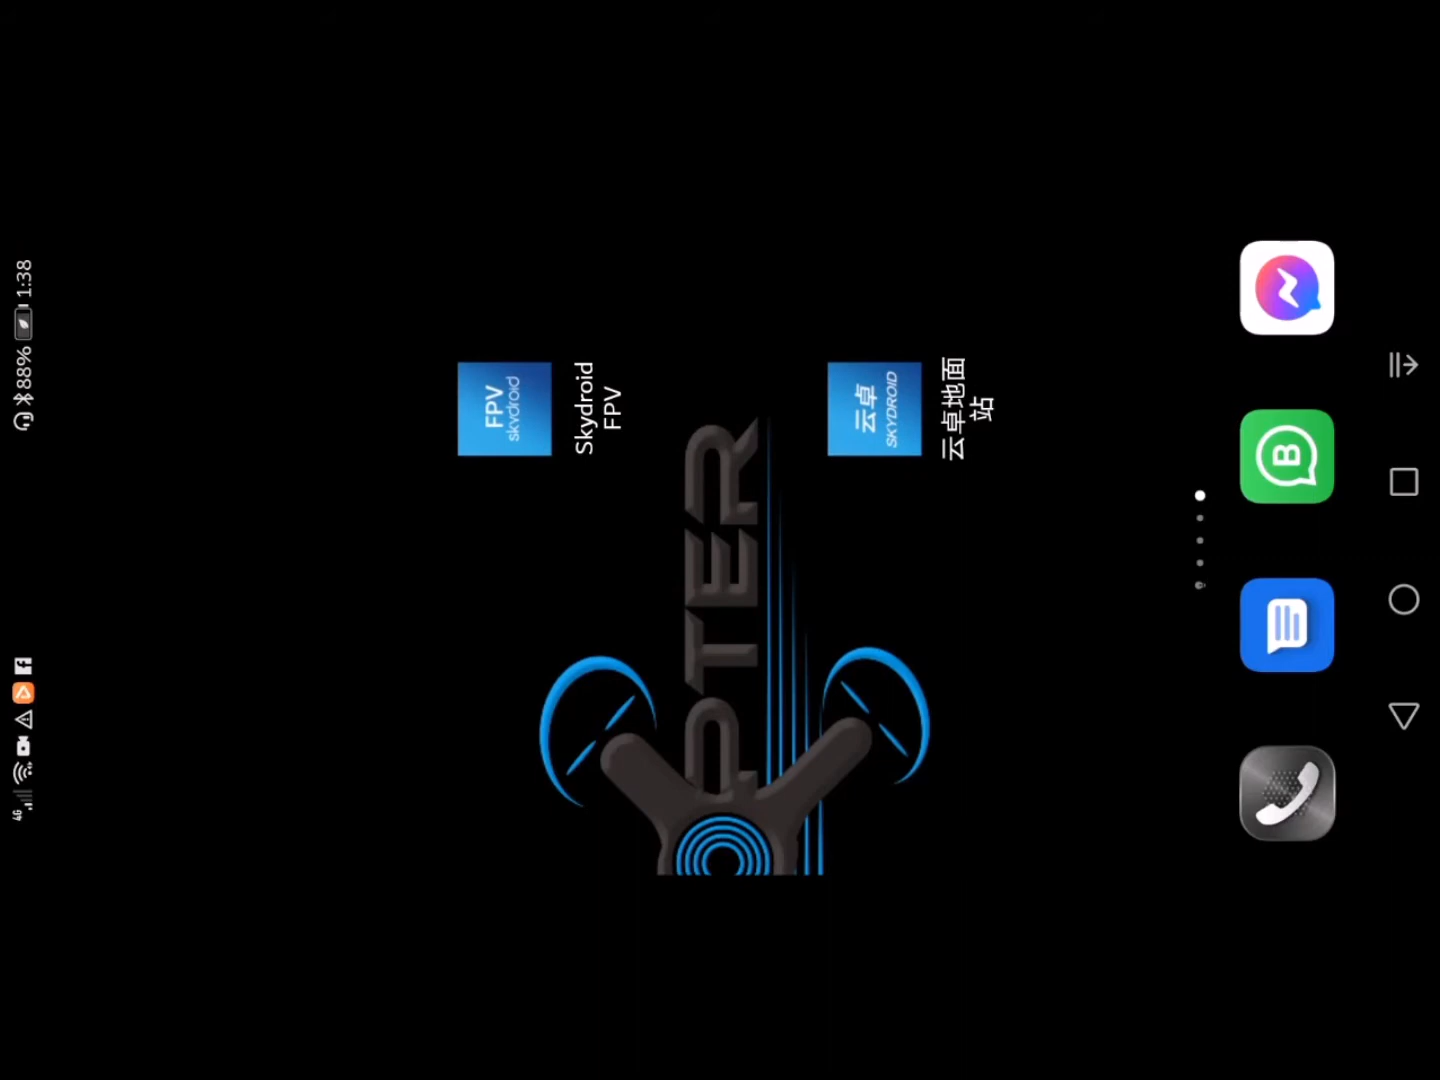 4G
88%
1:38
FPV
skydroid
Skydroid
FPV
云卓
SKYDROID
云卓地面
站
PTER
B